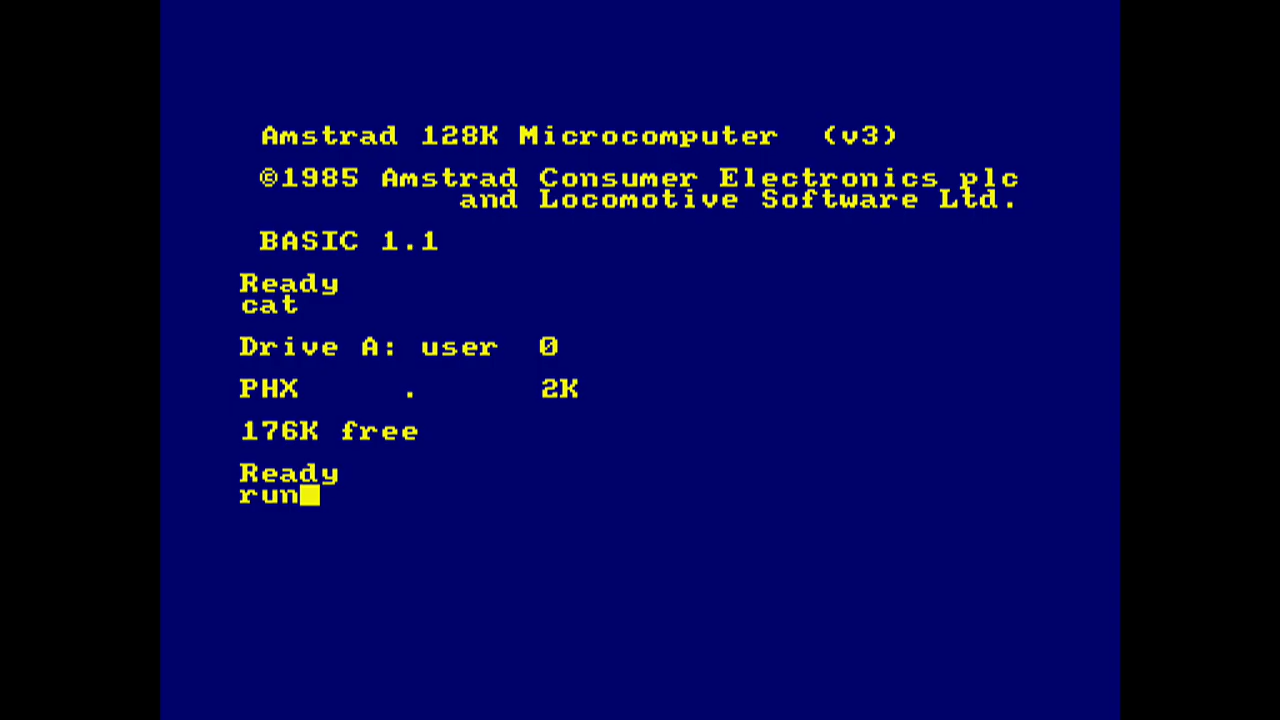 Amstrad 128K Microcomputer (v3)
©1985 Amstrad Consumer Electronics plc
and Locomotive Software Ltd.
BASIC 1.1
Ready
cat
Drive A: user 0
PHX . 2K
176K free
Ready
run